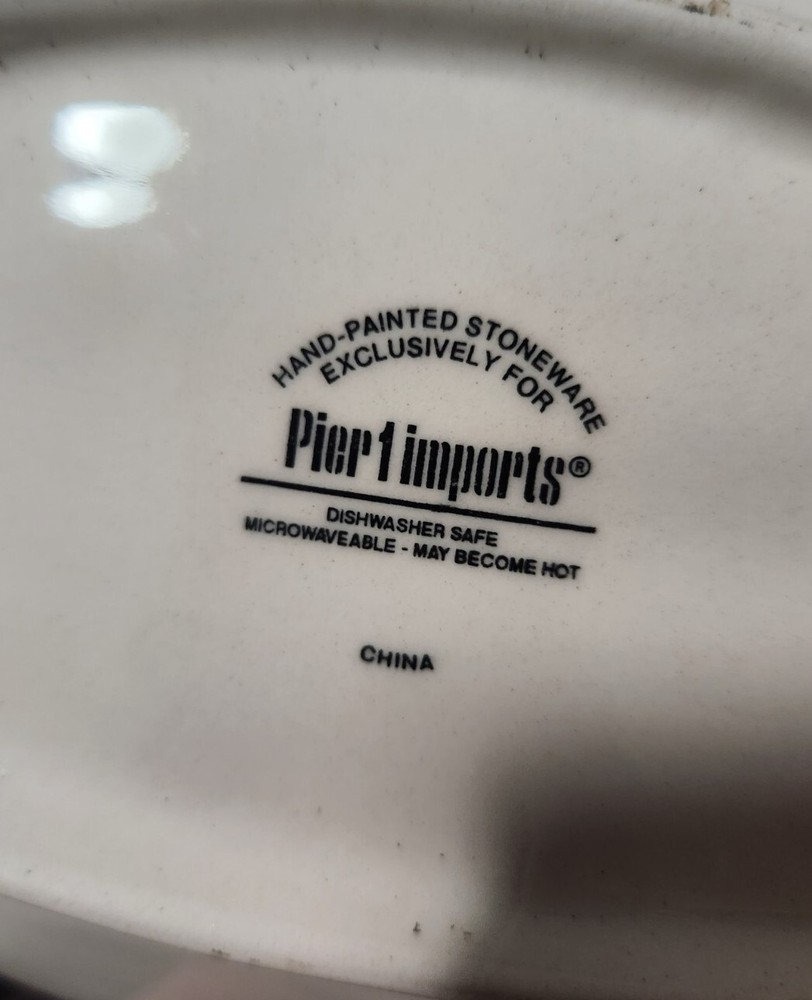 HAND-PAINTED STONEWARE
EXCLUSIVELY FOR
Pier 1 imports®
DISHWASHER SAFE
MICROWAVEABLE - MAY BECOME HOT
CHINA